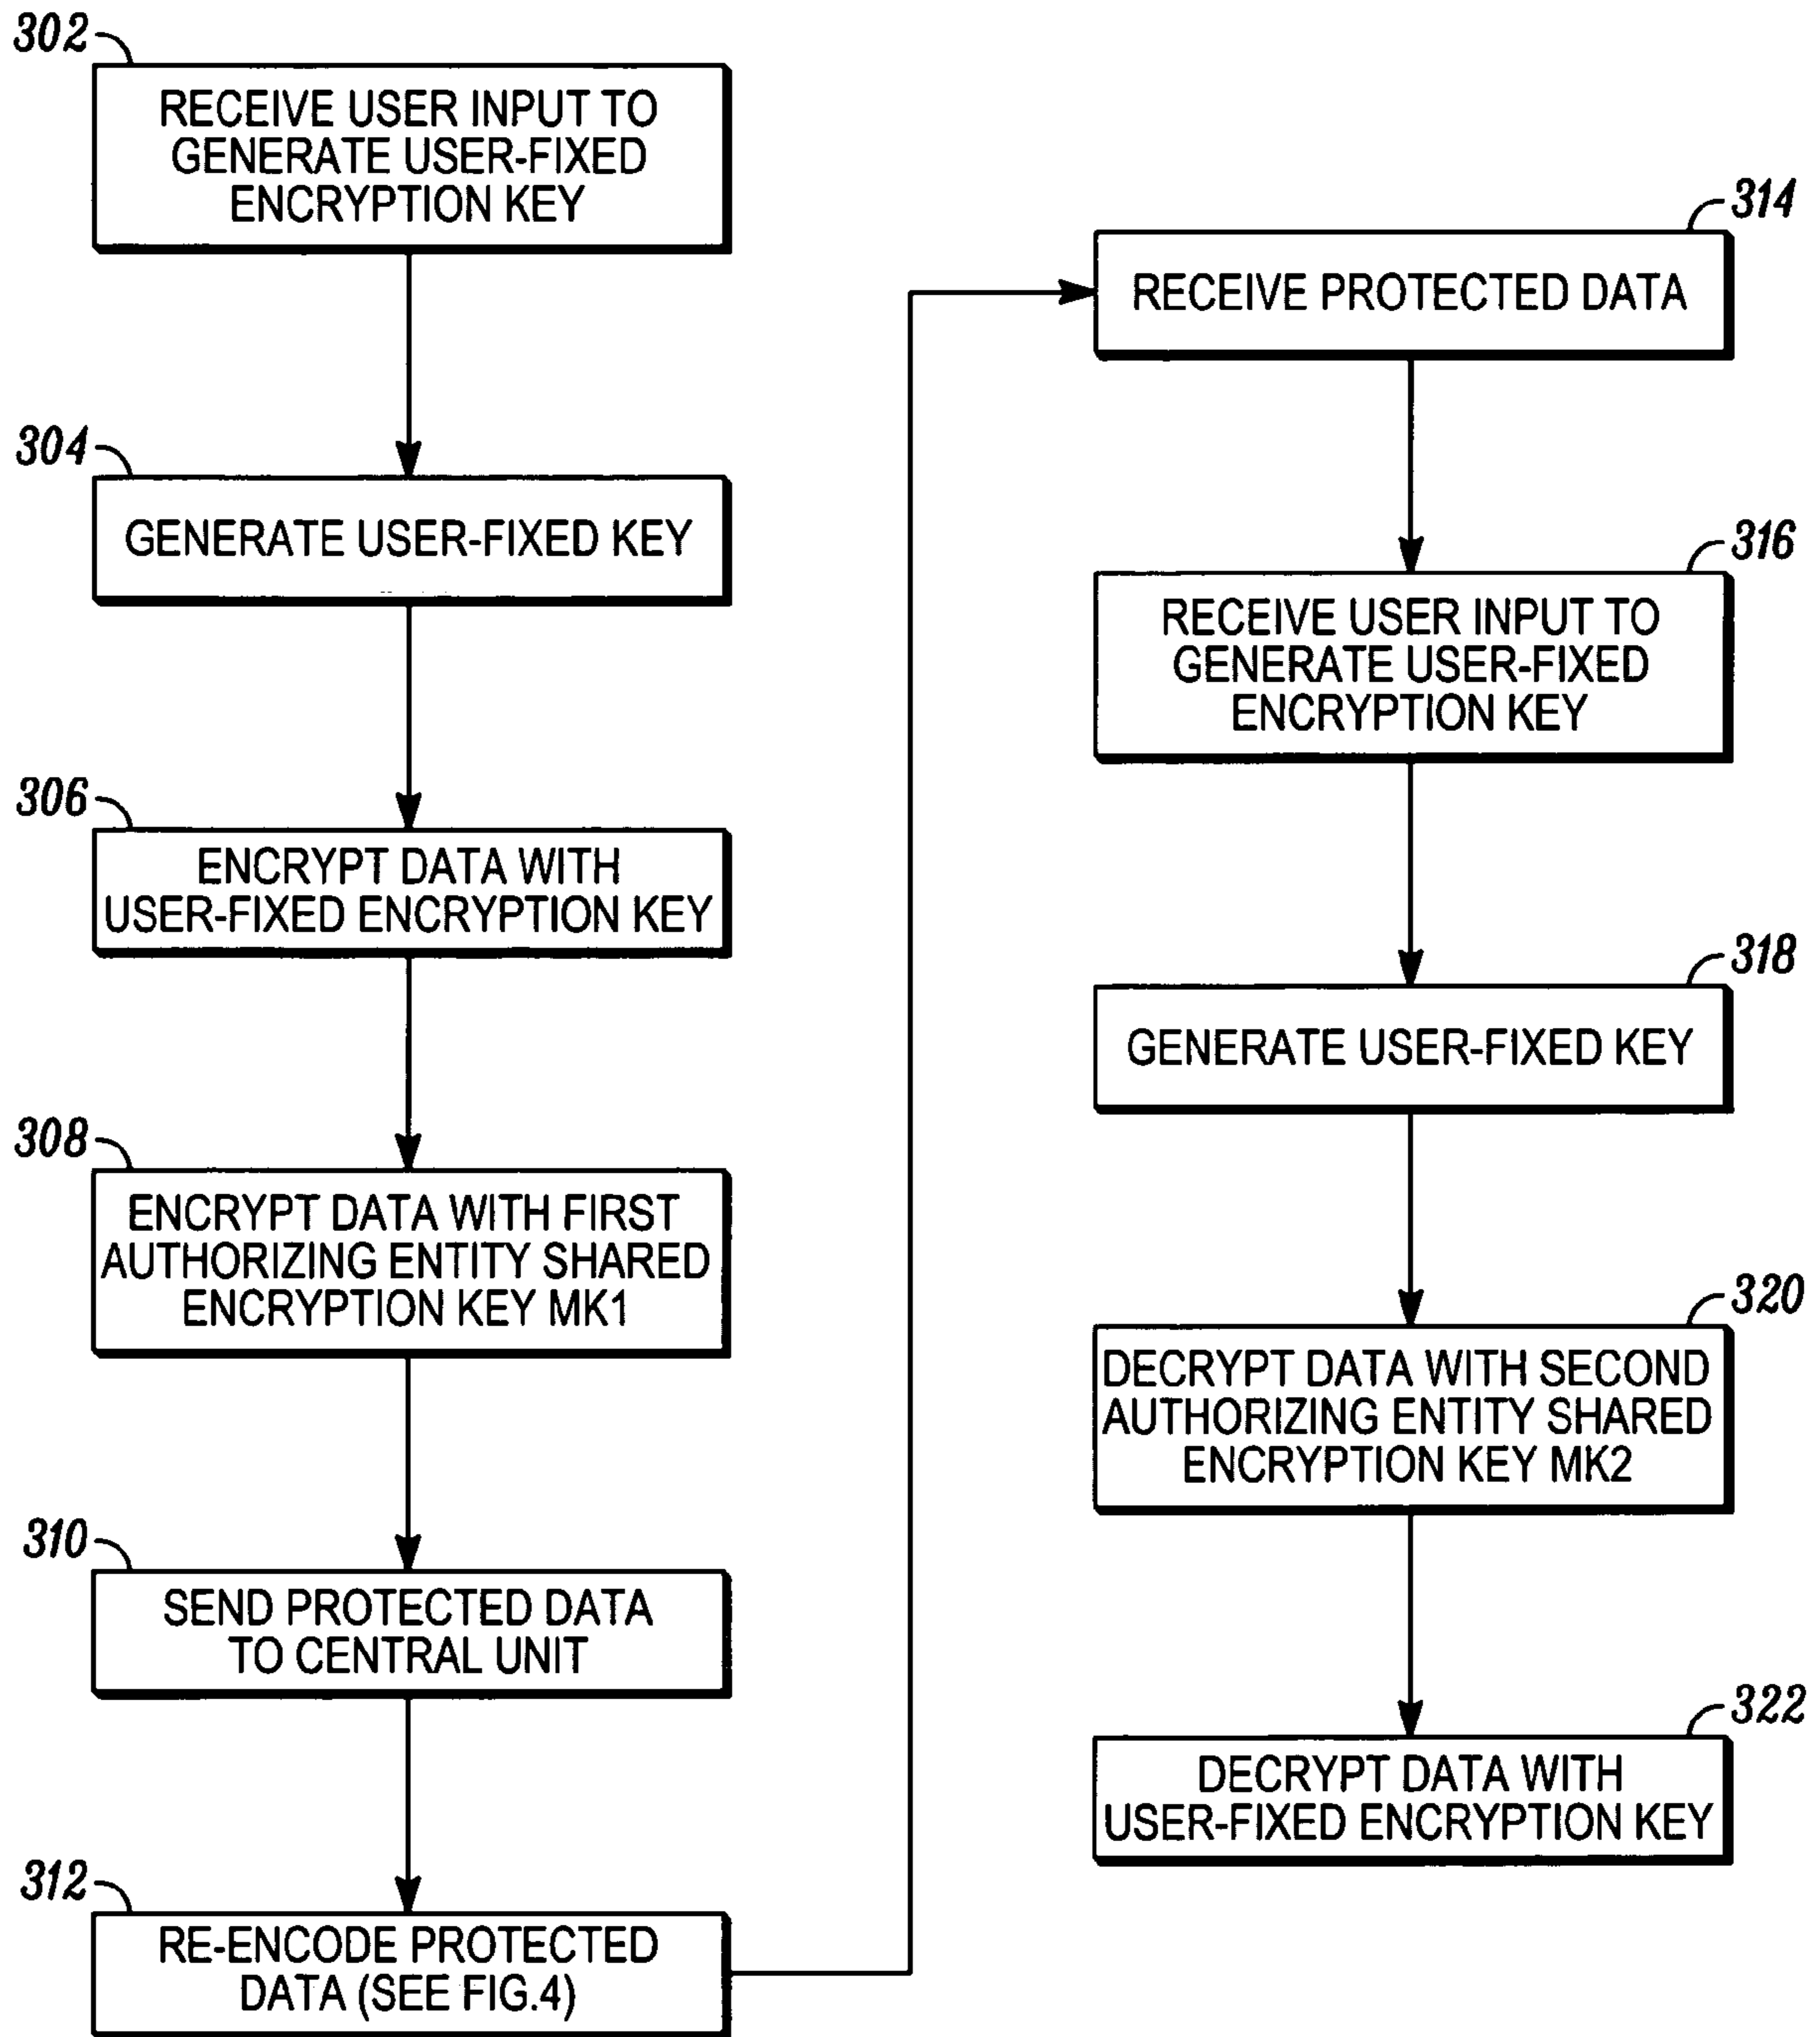 302
RECEIVE USER INPUT TO
GENERATE USER-FIXED
ENCRYPTION KEY
304
GENERATE USER-FIXED KEY
306
ENCRYPT DATA WITH
USER-FIXED ENCRYPTION KEY
308
ENCRYPT DATA WITH FIRST
AUTHORIZING ENTITY SHARED
ENCRYPTION KEY MK1
310
SEND PROTECTED DATA
TO CENTRAL UNIT
312
RE-ENCODE PROTECTED
DATA (SEE FIG.4)
314
RECEIVE PROTECTED DATA
316
RECEIVE USER INPUT TO
GENERATE USER-FIXED
ENCRYPTION KEY
318
GENERATE USER-FIXED KEY
320
DECRYPT DATA WITH SECOND
AUTHORIZING ENTITY SHARED
ENCRYPTION KEY MK2
322
DECRYPT DATA WITH
USER-FIXED ENCRYPTION KEY